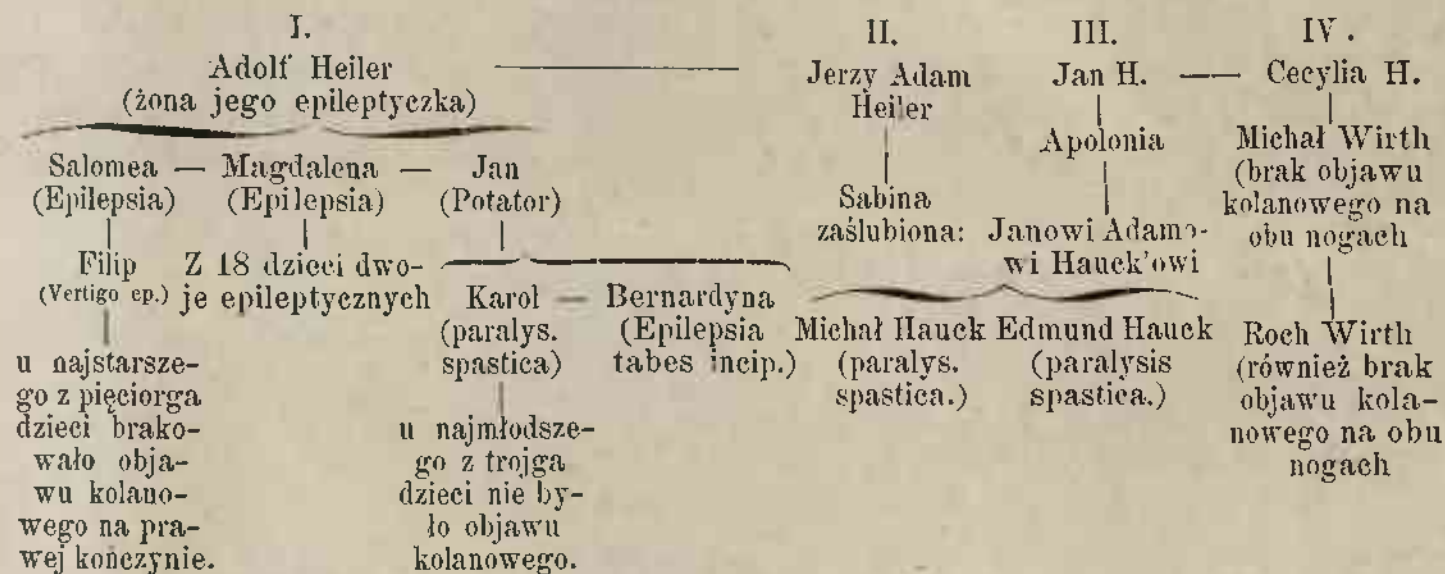 I.
Adolf Heiler
(żona jego epileptyczka)
Salomea — Magdalena — Jan
(Epilepsia) (Epilepsia) (Potator)
Filip
(Vertigo ep.)
Z 18 dzieci dwo-
je epileptycznych
u najstarsze-
go z pięciorga
dzieci brako-
wało obja-
wu kolano-
wego na pra-
wej kończynie.
Karol — Bernardyna
(paralys.
spastica)
(Epilepsia
tabes incip.)
u najmłodsze-
go z trojga
dzieci nie by-
ło objawu
kolanowego.
II.
Jerzy Adam
Heiler
Sabina
zaślubiona:
III.
Jan H. — Cecylia H.
Apolonia
Janowi Adamo-
wi Hauck'owi
Michał Hauck
(paralys.
spastica.)
Edmund Hauck
(paralysis
spastica.)
IV.
Michał Wirth
(brak objawu
kolanowego na
obu nogach
Roch Wirth
(również brak
objawu kola-
nowego na obu
nogach